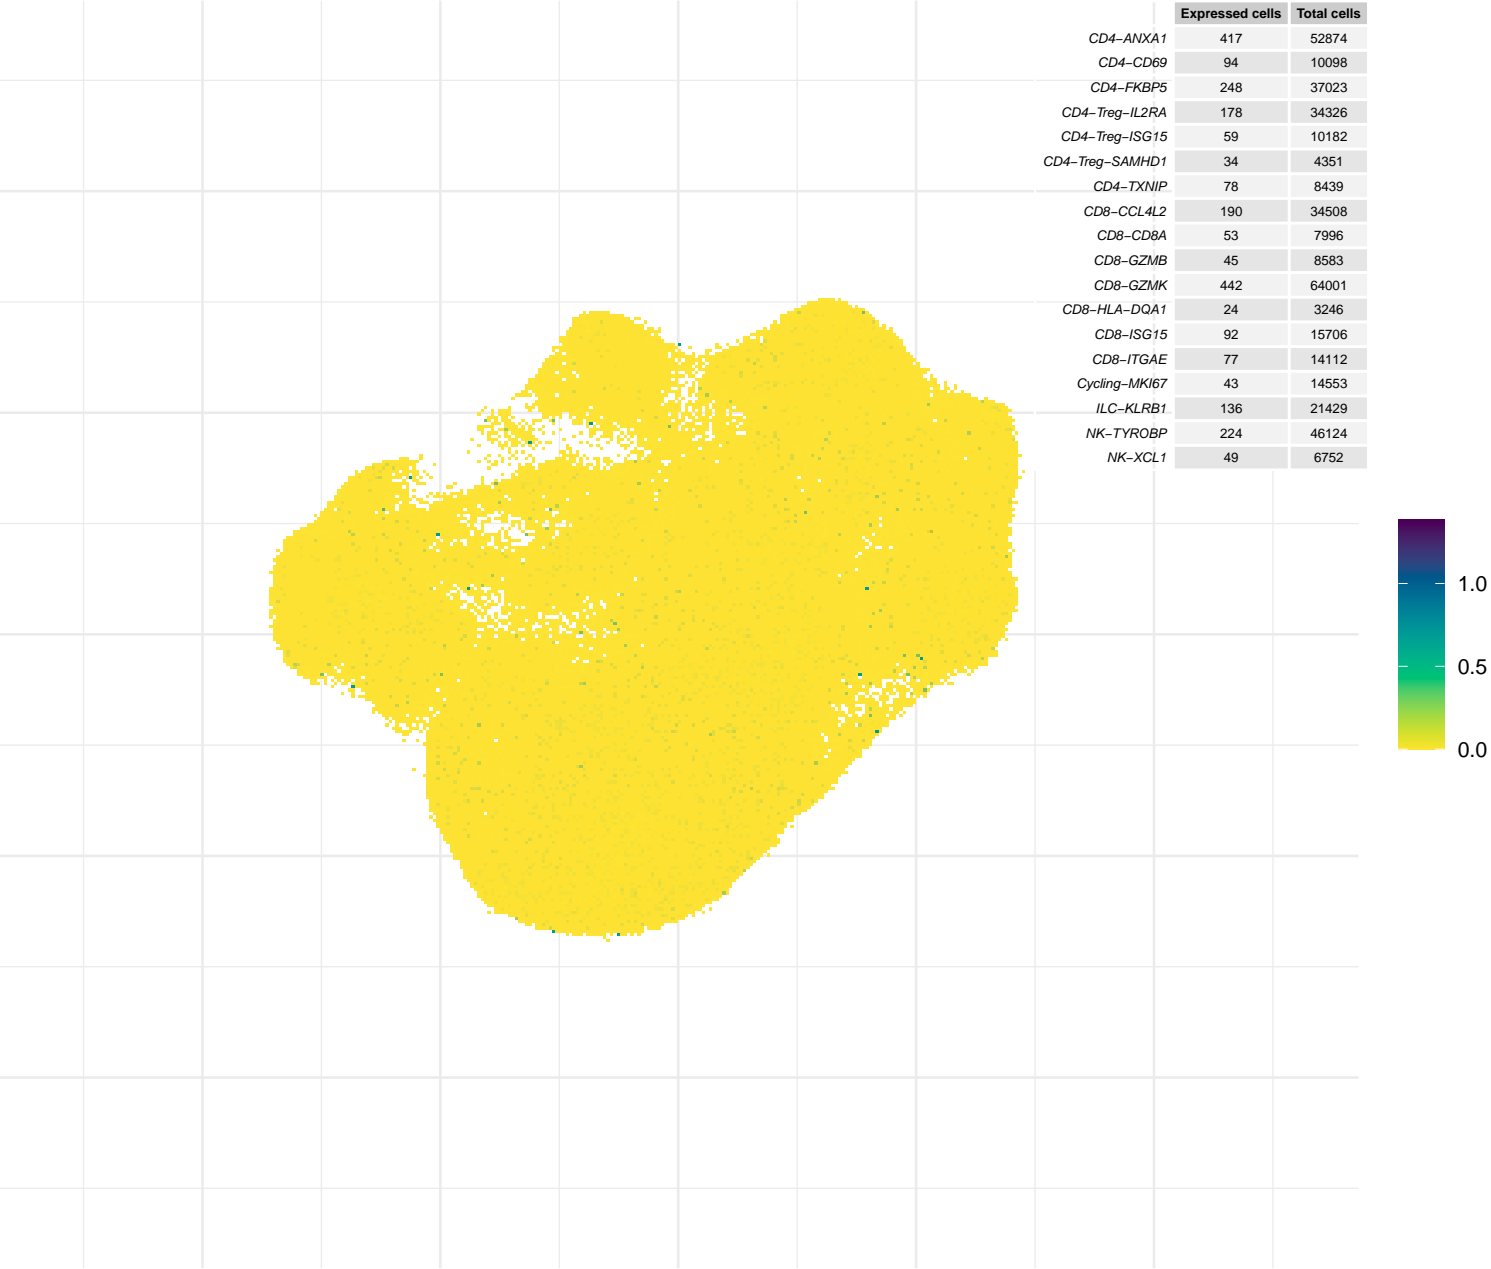 Expressed cells Total cells
CD4−ANXA1 417 52874
CD4−CD69 94 10098
CD4−FKBP5 248 37023
CD4−Treg−IL2RA 178 34326
CD4−Treg−ISG15 59 10182
CD4−Treg−SAMHD1 34 4351
CD4−TXNIP 78 8439
CD8−CCL4L2 190 34508
CD8−CD8A 53 7996
CD8−GZMB 45 8583
CD8−GZMK 442 64001
CD8−HLA−DQA1 24 3246
CD8−ISG15 92 15706
CD8−ITGAE 77 14112
Cycling−MKI67 43 14553
ILC−KLRB1 136 21429
NK−TYROBP 224 46124
NK−XCL1 49 6752
1.0
0.5
0.0